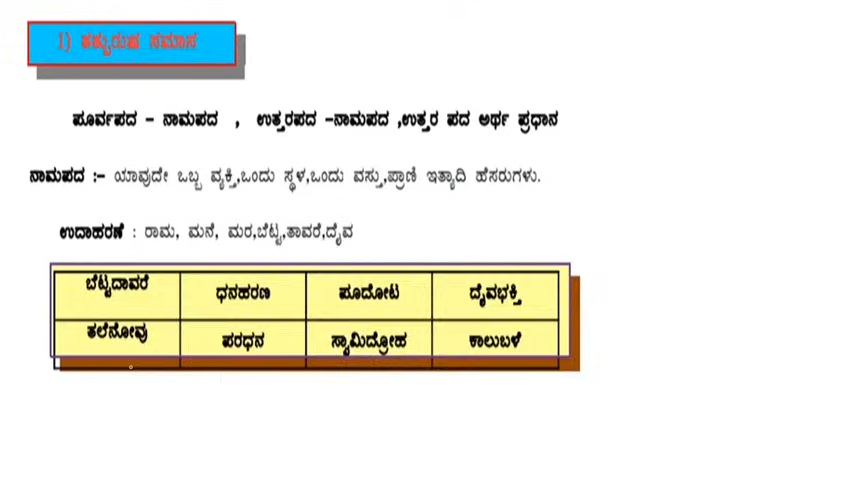 1) ತತ್ಪುರುಷ ಸಮಾಸ
ಪೂರ್ವಪದ - ನಾಮಪದ , ಉತ್ತರಪದ -ನಾಮಪದ ,ಉತ್ತರ ಪದ ಅರ್ಥ ಪ್ರಧಾನ
ನಾಮಪದ :- ಯಾವುದೇ ಒಬ್ಬ ವ್ಯಕ್ತಿ,ಒಂದು ಸ್ಥಳ,ಒಂದು ವಸ್ತು,ಪ್ರಾಣಿ ಇತ್ಯಾದಿ ಹೆಸರುಗಳು.
ಉದಾಹರಣೆ : ರಾಮ, ಮನೆ, ಮರ,ಬೆಟ್ಟ,ತಾವರೆ,ದೈವ
ಬೆಟ್ಟದಾವರೆ ಧನಹರಣ ಪೂದೋಟ ದೈವಭಕ್ತಿ
ತಲೆನೋವು ಪರಧನ ಸ್ವಾಮಿದ್ರೋಹ ಕಾಲುಬಳೆ